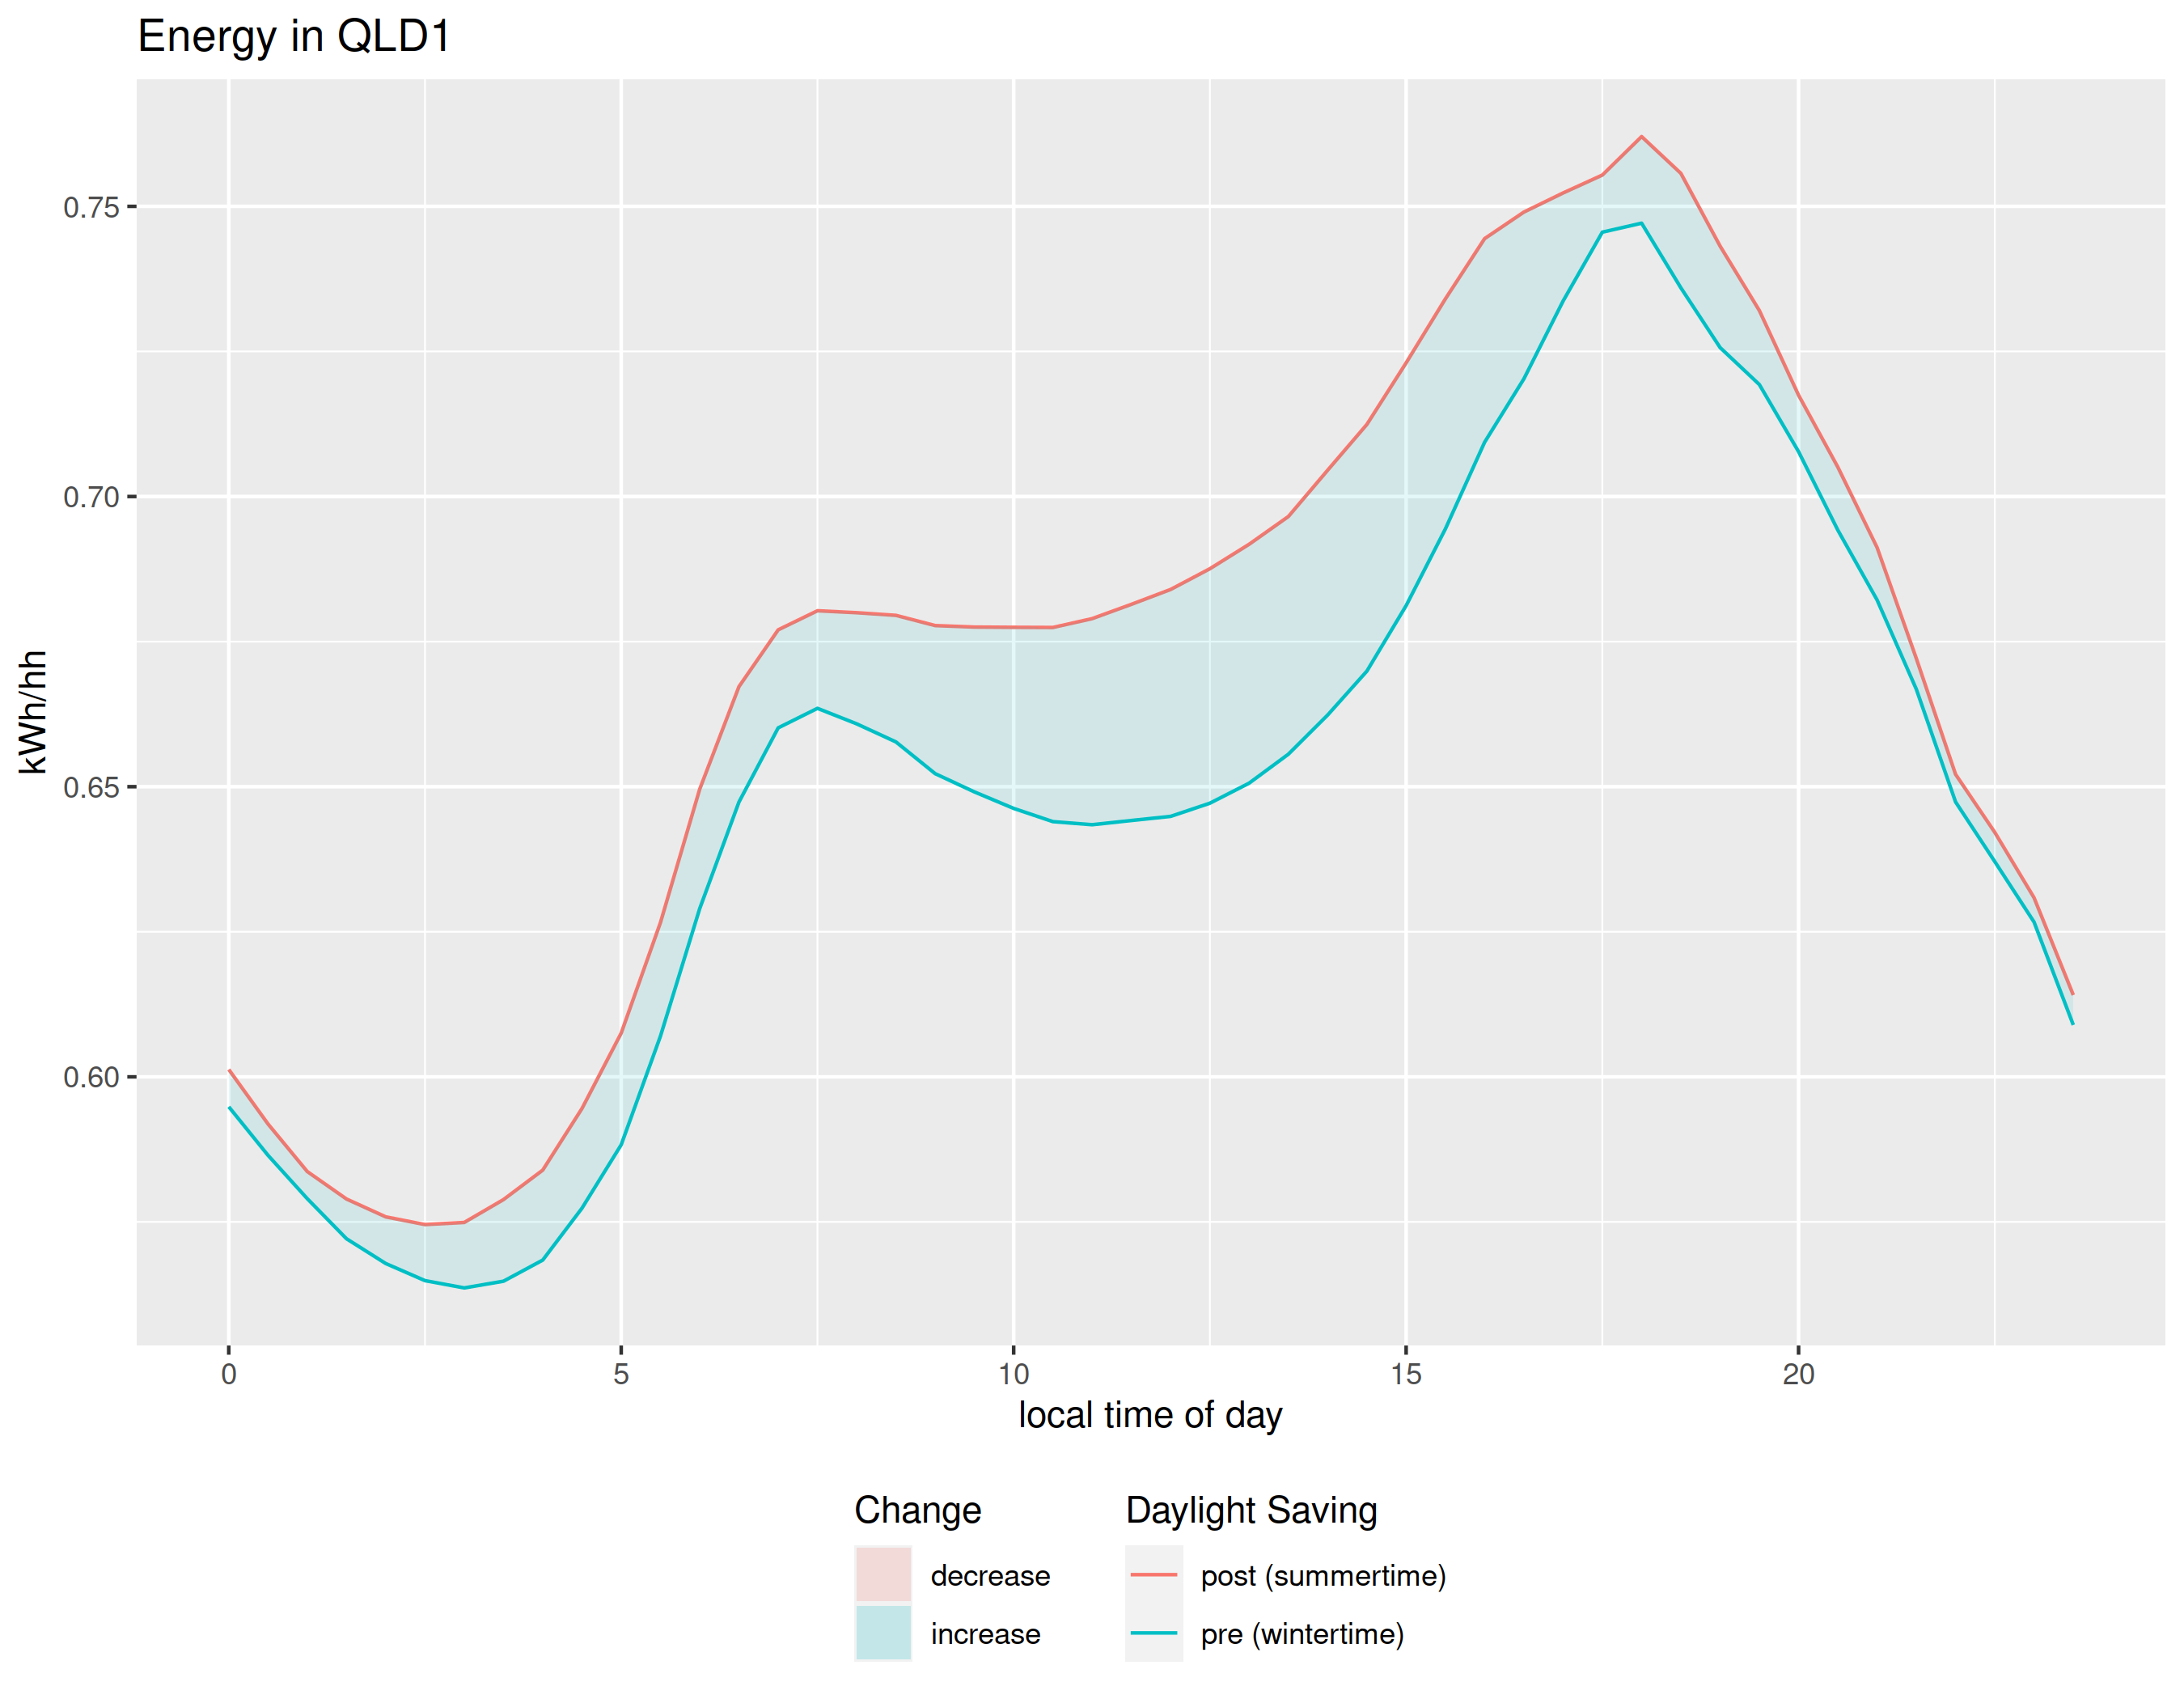 Energy in QLD1
kWh/hh
0.75
0.70
0.65
0.60
0 5 10 15 20
local time of day
Change Daylight Saving
decrease post (summertime)
increase pre (wintertime)